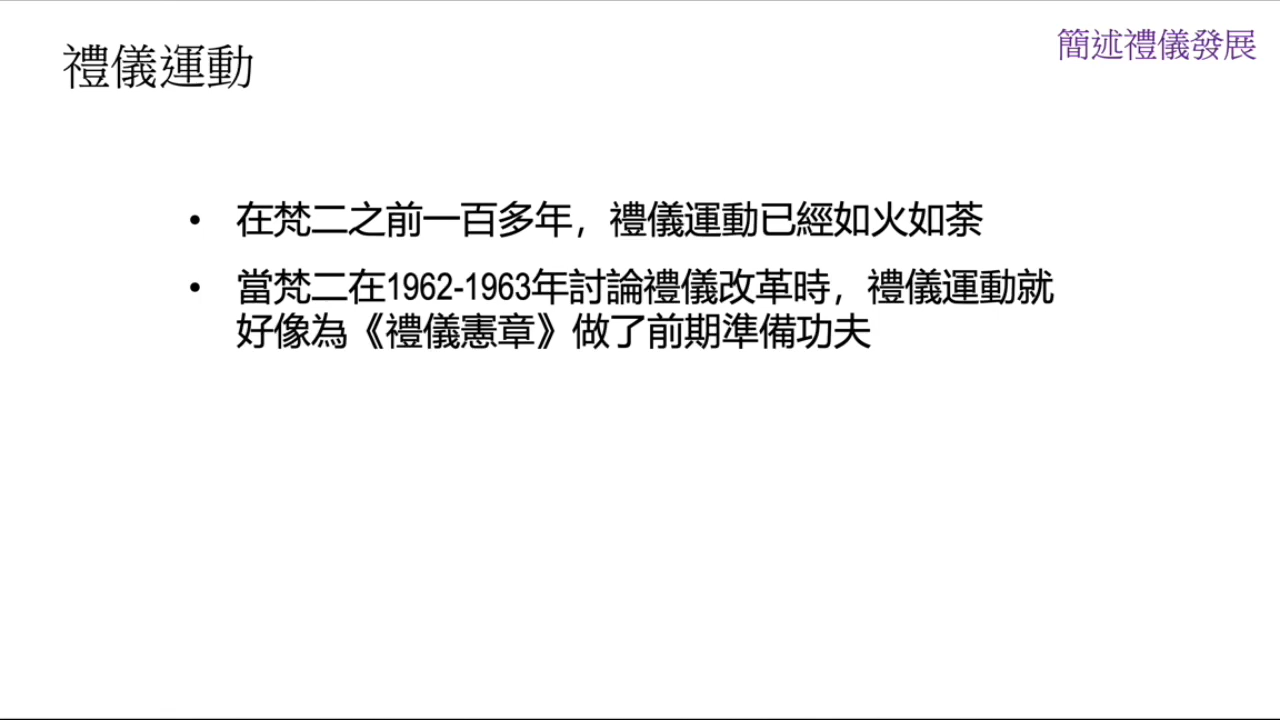 禮儀運動
簡述禮儀發展
• 在梵二之前一百多年，禮儀運動已經如火如荼
• 當梵二在1962-1963年討論禮儀改革時，禮儀運動就
好像為《禮儀憲章》做了前期準備功夫